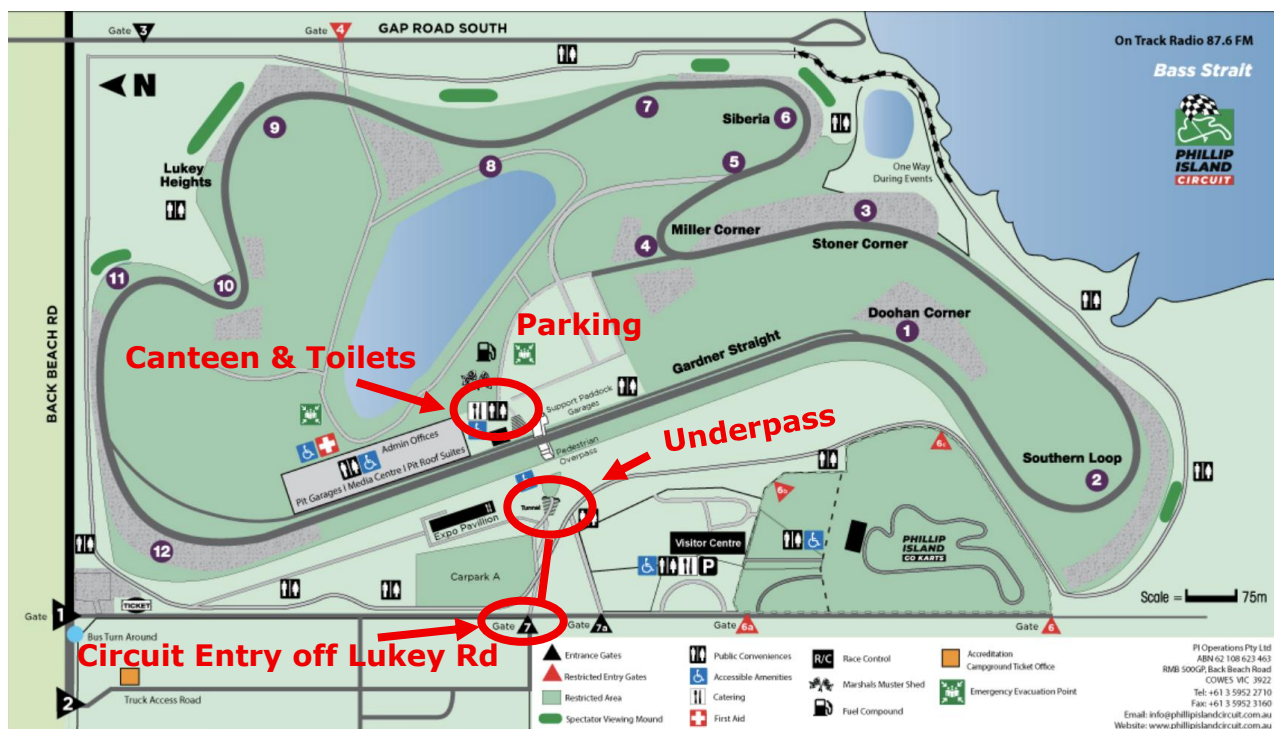 Gate 3
Gate 4
GAP ROAD SOUTH
On Track Radio 87.6 FM
Bass Strait
N
PHILLIP
ISLAND
CIRCUIT
9
7
Siberia
6
8
5
One Way
During Events
Lukey
Heights
3
Miller Corner
4
Stoner Corner
11
10
Doohan Corner
1
BACK BEACH RD
Parking
Canteen & Toilets
Gardner Straight
Support Paddock
Garages
Admin Offices
Pedestrian
Overpass
Underpass
Pit Garages I Media Centre I Pit Roof Suites
6c
Southern Loop
2
6b
Tunnel
Expo Pavillion
12
Visitor Centre
P
PHILLIP
ISLAND
GO KARTS
Carpark A
Scale = 75m
TICKET
Gate 1
Gate 7
Gate 7a
Gate 6a
Gate 6
Bus Turn Around
Circuit Entry off Lukey Rd
2
Truck Access Road
Entrance Gates
Restricted Entry Gates
Restricted Area
Spectator Viewing Mound
Public Conveniences
Accessible Amenities
Catering
First Aid
R/C Race Control
Marshals Muster Shed
Fuel Compound
Accreditation
Campground Ticket Office
Emergency Evacuation Point
PI Operations Pty Ltd
ABN 62 108 623 463
RMB 500GP, Back Beach Road
COWES VIC 3922
Tel: +61 3 5952 2710
Fax: +61 3 5952 3160
Email: info@phillipislandcircuit.com.au
Website: www.phillipislandcircuit.com.au